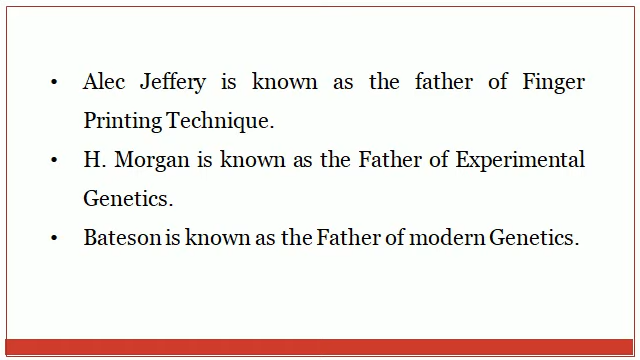 • Alec Jeffery is known as the father of Finger
Printing Technique.
• H. Morgan is known as the Father of Experimental
Genetics.
• Bateson is known as the Father of modern Genetics.